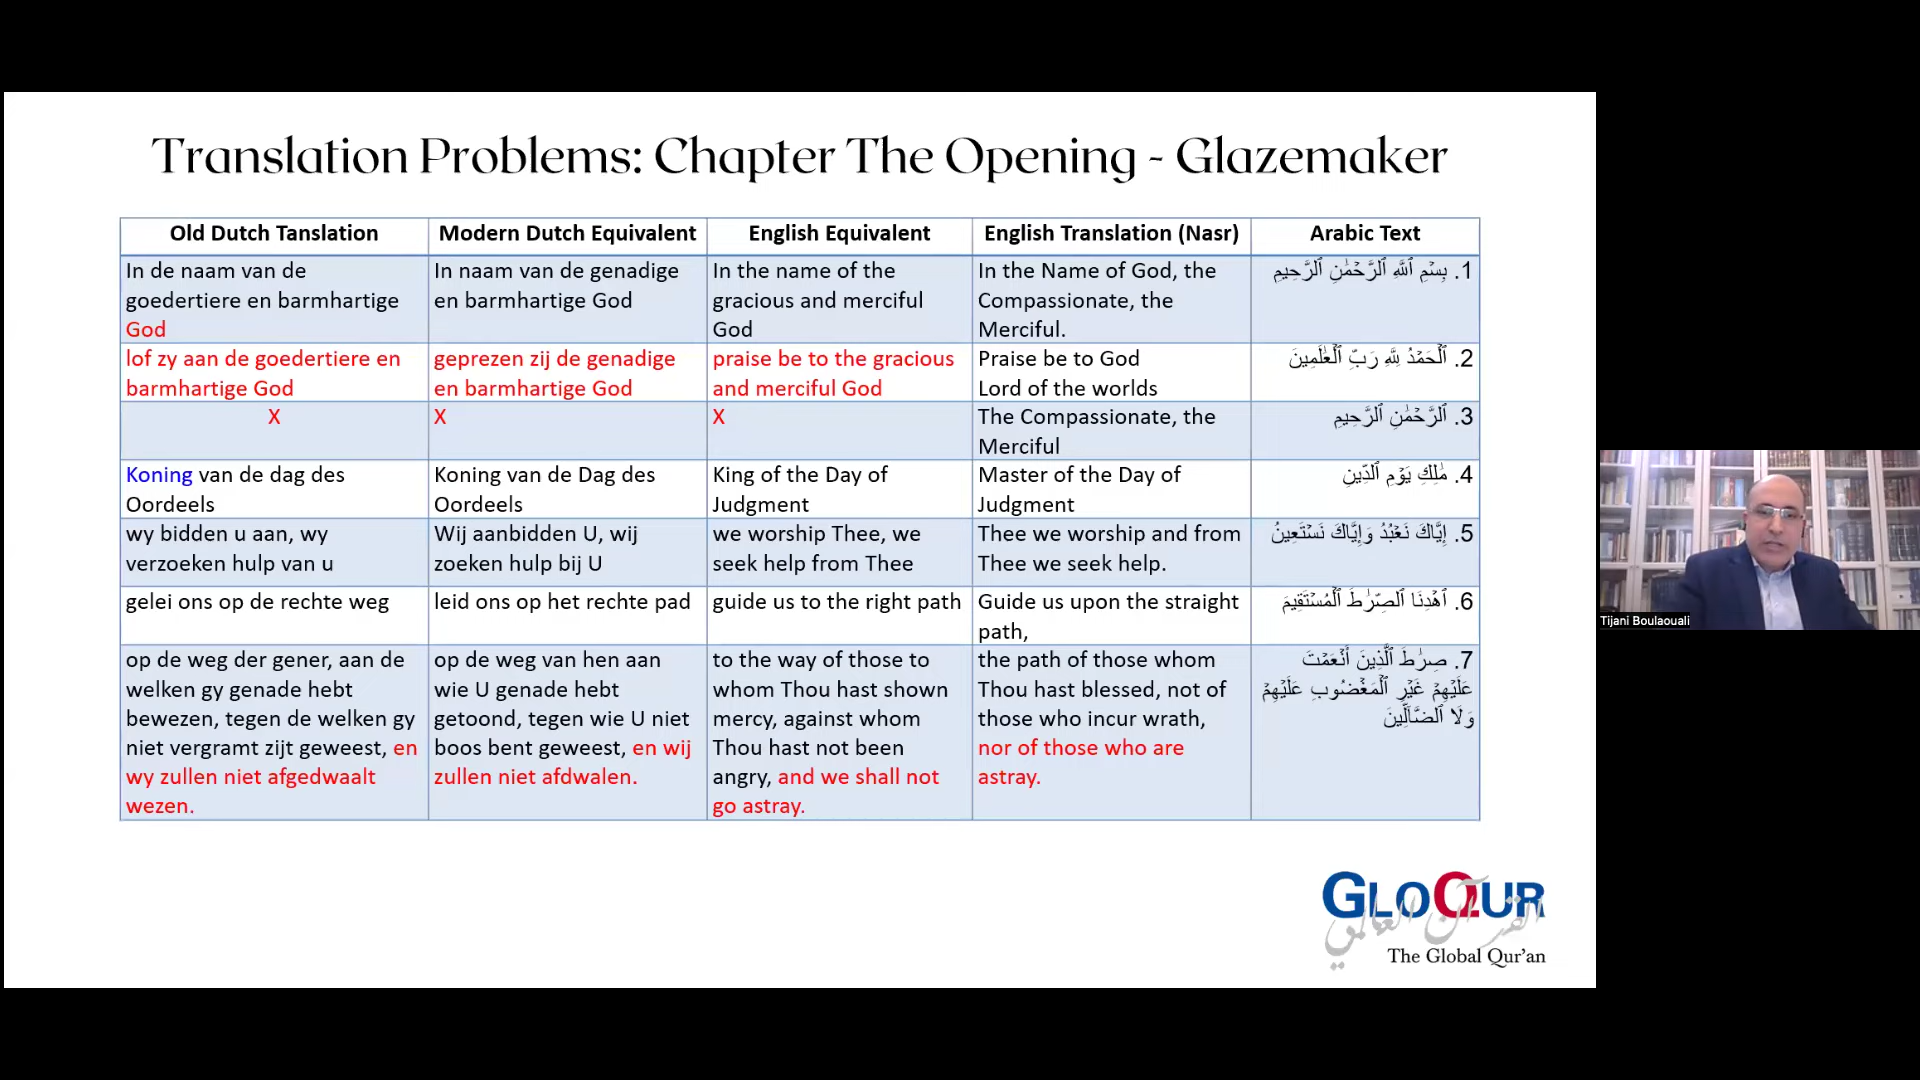 Translation Problems: Chapter The Opening - Glazemaker
Old Dutch Tanslation
Modern Dutch Equivalent
English Equivalent
English Translation (Nasr)
Arabic Text
In de naam van de
goedertiere en barmhartige
God
In naam van de genadige
en barmhartige God
In the name of the
gracious and merciful
God
In the Name of God, the
Compassionate, the
Merciful.
1. بِسْمِ ٱللَّهِ ٱلرَّحْمَٰنِ ٱلرَّحِيمِ
lof zy aan de goedertiere en
barmhartige God
geprezen zij de genadige
en barmhartige God
praise be to the gracious
and merciful God
Praise be to God
Lord of the worlds
2. ٱلْحَمْدُ لِلَّهِ رَبِّ ٱلْعَٰلَمِينَ
X
X
X
The Compassionate, the
Merciful
3. ٱلرَّحْمَٰنِ ٱلرَّحِيمِ
Koning van de dag des
Oordeels
Koning van de Dag des
Oordeels
King of the Day of
Judgment
Master of the Day of
Judgment
4. مَٰلِكِ يَوْمِ ٱلدِّينِ
wy bidden u aan, wy
verzoeken hulp van u
Wij aanbidden U, wij
zoeken hulp bij U
we worship Thee, we
seek help from Thee
Thee we worship and from
Thee we seek help.
5. إِيَّاكَ نَعْبُدُ وَإِيَّاكَ نَسْتَعِينُ
gelei ons op de rechte weg
leid ons op het rechte pad
guide us to the right path
Guide us upon the straight
path,
6. ٱهْدِنَا ٱلصِّرَٰطَ ٱلْمُسْتَقِيمَ
op de weg der gener, aan de
welken gy genade hebt
bewezen, tegen de welken gy
niet vergramt zijt geweest, en
wy zullen niet afgedwaalt
wezen.
op de weg van hen aan
wie U genade hebt
getoond, tegen wie U niet
boos bent geweest, en wij
zullen niet afdwalen.
to the way of those to
whom Thou hast shown
mercy, against whom
Thou hast not been
angry, and we shall not
go astray.
the path of those whom
Thou hast blessed, not of
those who incur wrath,
nor of those who are
astray.
7. صِرَٰطَ ٱلَّذِينَ أَنْعَمْتَ
عَلَيْهِمْ غَيْرِ ٱلْمَغْضُوبِ عَلَيْهِمْ
وَلَا ٱلضَّآلِّينَ
GLOQUR
القرآن العالمي
The Global Qur'an
Tijani Boulaouali